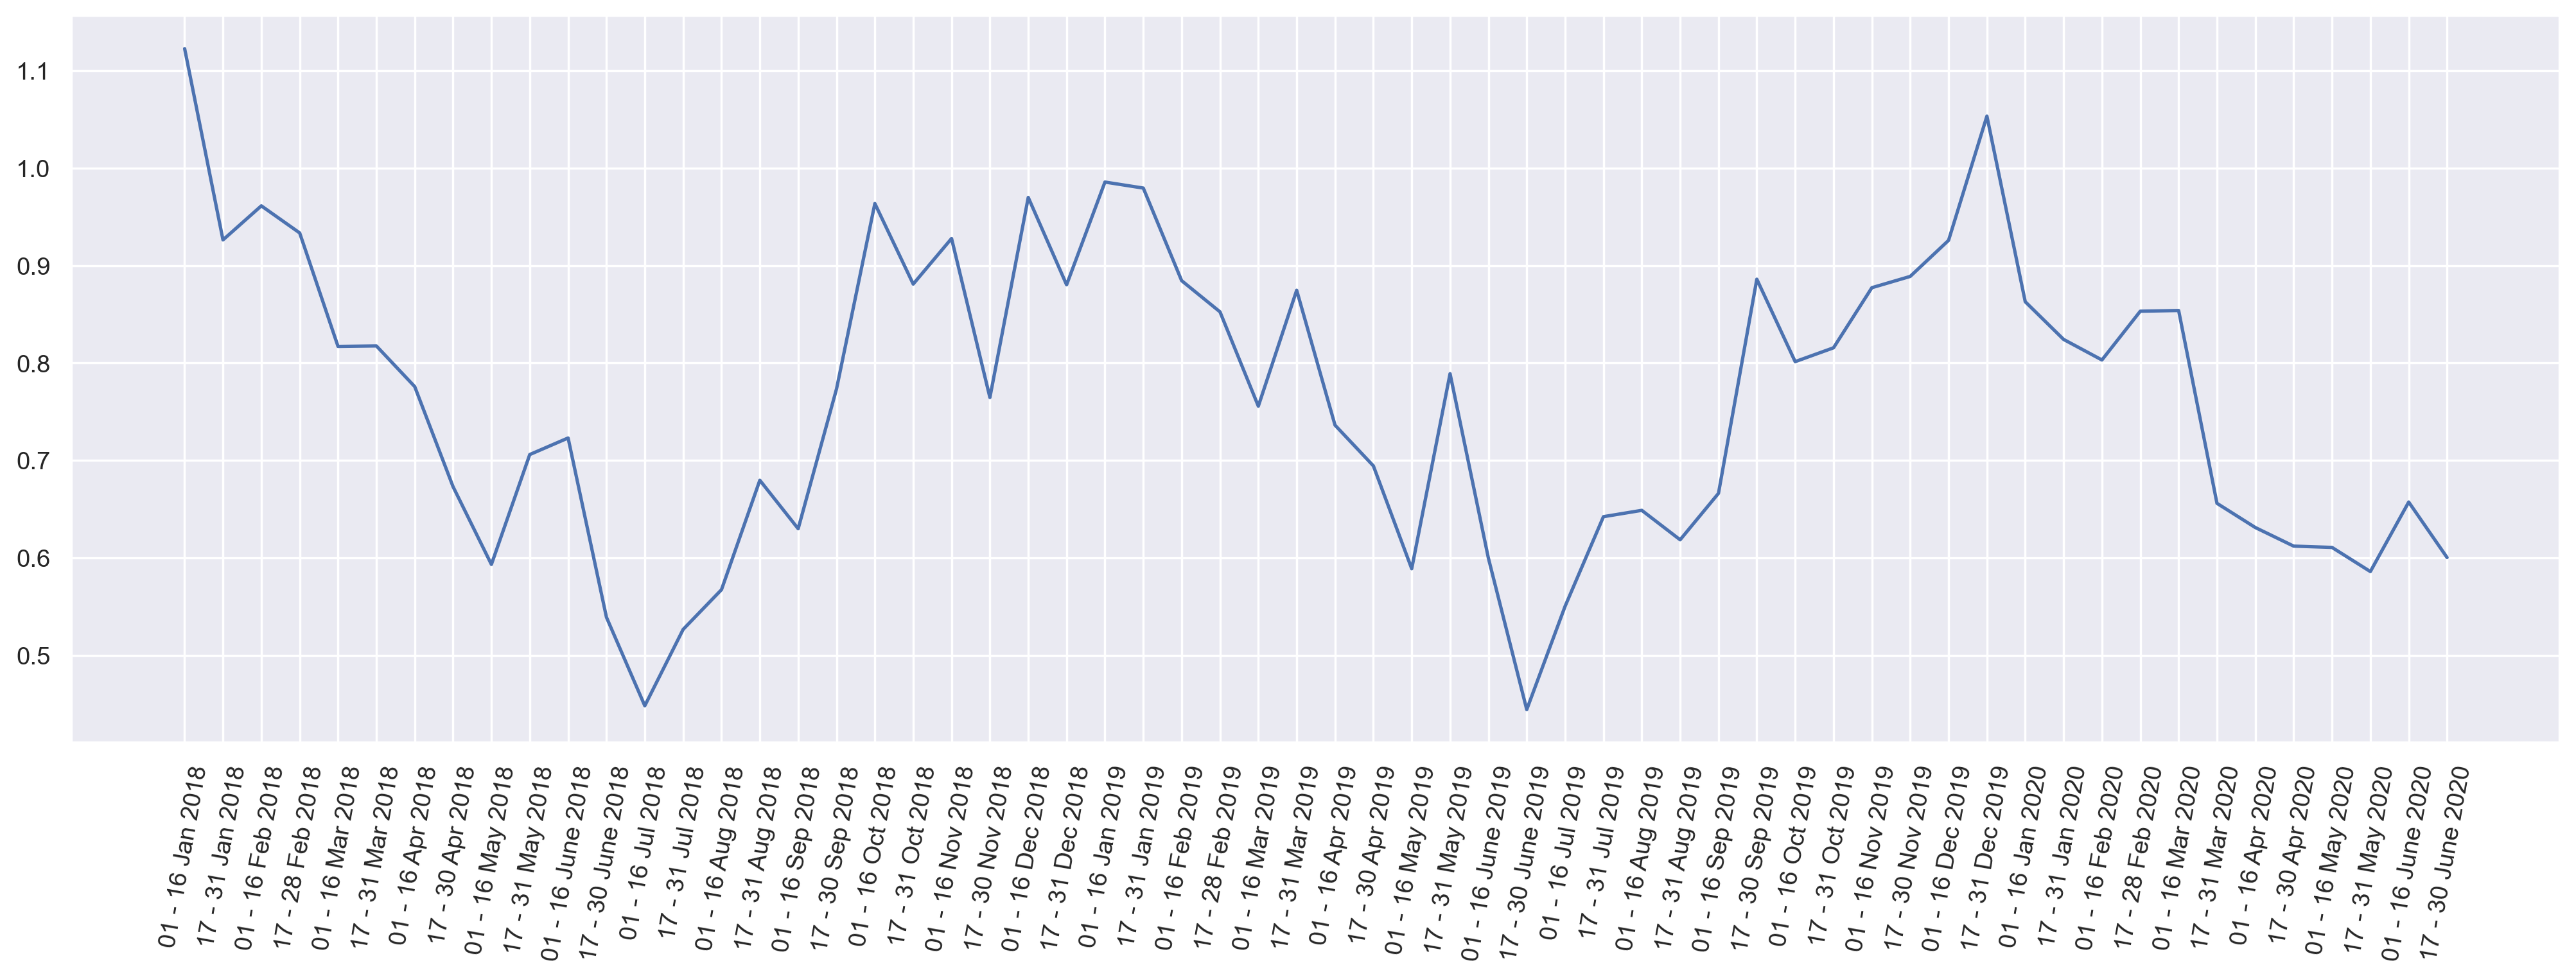 1.1
1.0
0.9
0.8
0.7
0.6
0.5
01 - 16 Jan 2018
17 - 31 Jan 2018
01 - 16 Feb 2018
17 - 28 Feb 2018
01 - 16 Mar 2018
17 - 31 Mar 2018
01 - 16 Apr 2018
17 - 30 Apr 2018
01 - 16 May 2018
17 - 31 May 2018
01 - 16 June 2018
17 - 30 June 2018
01 - 16 Jul 2018
17 - 31 Jul 2018
01 - 16 Aug 2018
17 - 31 Aug 2018
01 - 16 Sep 2018
17 - 30 Sep 2018
01 - 16 Oct 2018
17 - 31 Oct 2018
01 - 16 Nov 2018
17 - 30 Nov 2018
01 - 16 Dec 2018
17 - 31 Dec 2018
01 - 16 Jan 2019
17 - 31 Jan 2019
01 - 16 Feb 2019
17 - 28 Feb 2019
01 - 16 Mar 2019
17 - 31 Mar 2019
01 - 16 Apr 2019
17 - 30 Apr 2019
01 - 16 May 2019
17 - 31 May 2019
01 - 16 June 2019
17 - 30 June 2019
01 - 16 Jul 2019
17 - 31 Jul 2019
01 - 16 Aug 2019
17 - 31 Aug 2019
01 - 16 Sep 2019
17 - 30 Sep 2019
01 - 16 Oct 2019
17 - 31 Oct 2019
01 - 16 Nov 2019
17 - 30 Nov 2019
01 - 16 Dec 2019
17 - 31 Dec 2019
01 - 16 Jan 2020
17 - 31 Jan 2020
01 - 16 Feb 2020
17 - 28 Feb 2020
01 - 16 Mar 2020
17 - 31 Mar 2020
01 - 16 Apr 2020
17 - 30 Apr 2020
01 - 16 May 2020
17 - 31 May 2020
01 - 16 June 2020
17 - 30 June 2020